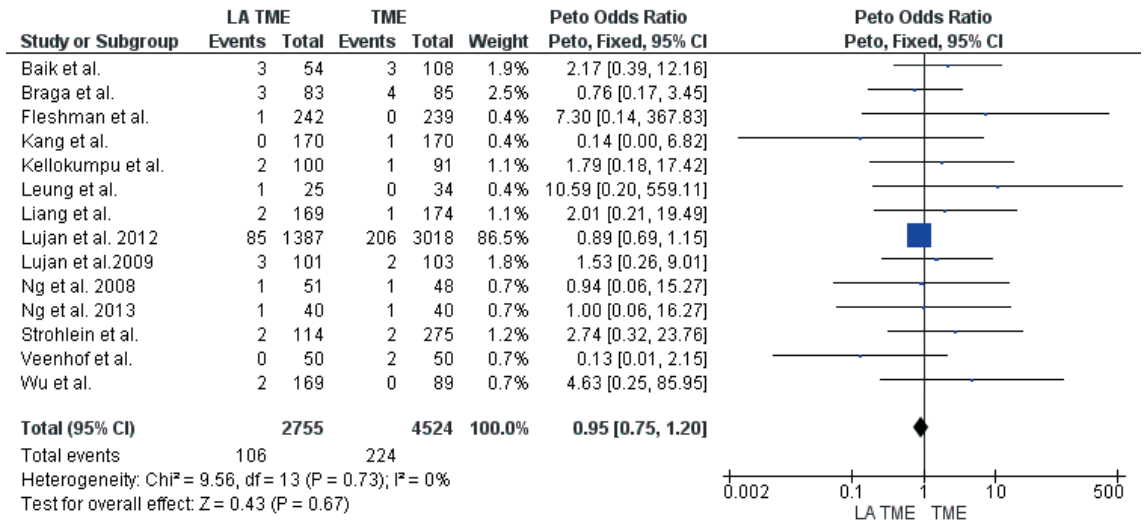 LA TME TME Peto Odds Ratio Peto Odds Ratio
Study or Subgroup Events Total Events Total Weight Peto, Fixed, 95% CI Peto, Fixed, 95% CI
Baik et al. 3 54 3 108 1.9% 2.17 [0.39, 12.16]
Braga et al. 3 83 4 85 2.5% 0.76 [0.17, 3.45]
Fleshman et al. 1 242 0 239 0.4% 7.30 [0.14, 367.83]
Kang et al. 0 170 1 170 0.4% 0.14 [0.00, 6.82]
Kellokumpu et al. 2 100 1 91 1.1% 1.79 [0.18, 17.42]
Leung et al. 1 25 0 34 0.4% 10.59 [0.20, 559.11]
Liang et al. 2 169 1 174 1.1% 2.01 [0.21, 19.49]
Lujan et al. 2012 85 1387 206 3018 86.5% 0.89 [0.69, 1.15]
Lujan et al.2009 3 101 2 103 1.8% 1.53 [0.26, 9.01]
Ng et al. 2008 1 51 1 48 0.7% 0.94 [0.06, 15.27]
Ng et al. 2013 1 40 1 40 0.7% 1.00 [0.06, 16.27]
Strohlein et al. 2 114 2 275 1.2% 2.74 [0.32, 23.76]
Veenhof et al. 0 50 2 50 0.7% 0.13 [0.01, 2.15]
Wu et al. 2 169 0 89 0.7% 4.63 [0.25, 85.95]
Total (95% CI) 2755 4524 100.0% 0.95 [0.75, 1.20]
Total events 106 224
Heterogeneity: Chi² = 9.56, df = 13 (P = 0.73); I² = 0%
Test for overall effect: Z = 0.43 (P = 0.67)
0.002 0.1 1 10 500
LA TME TME